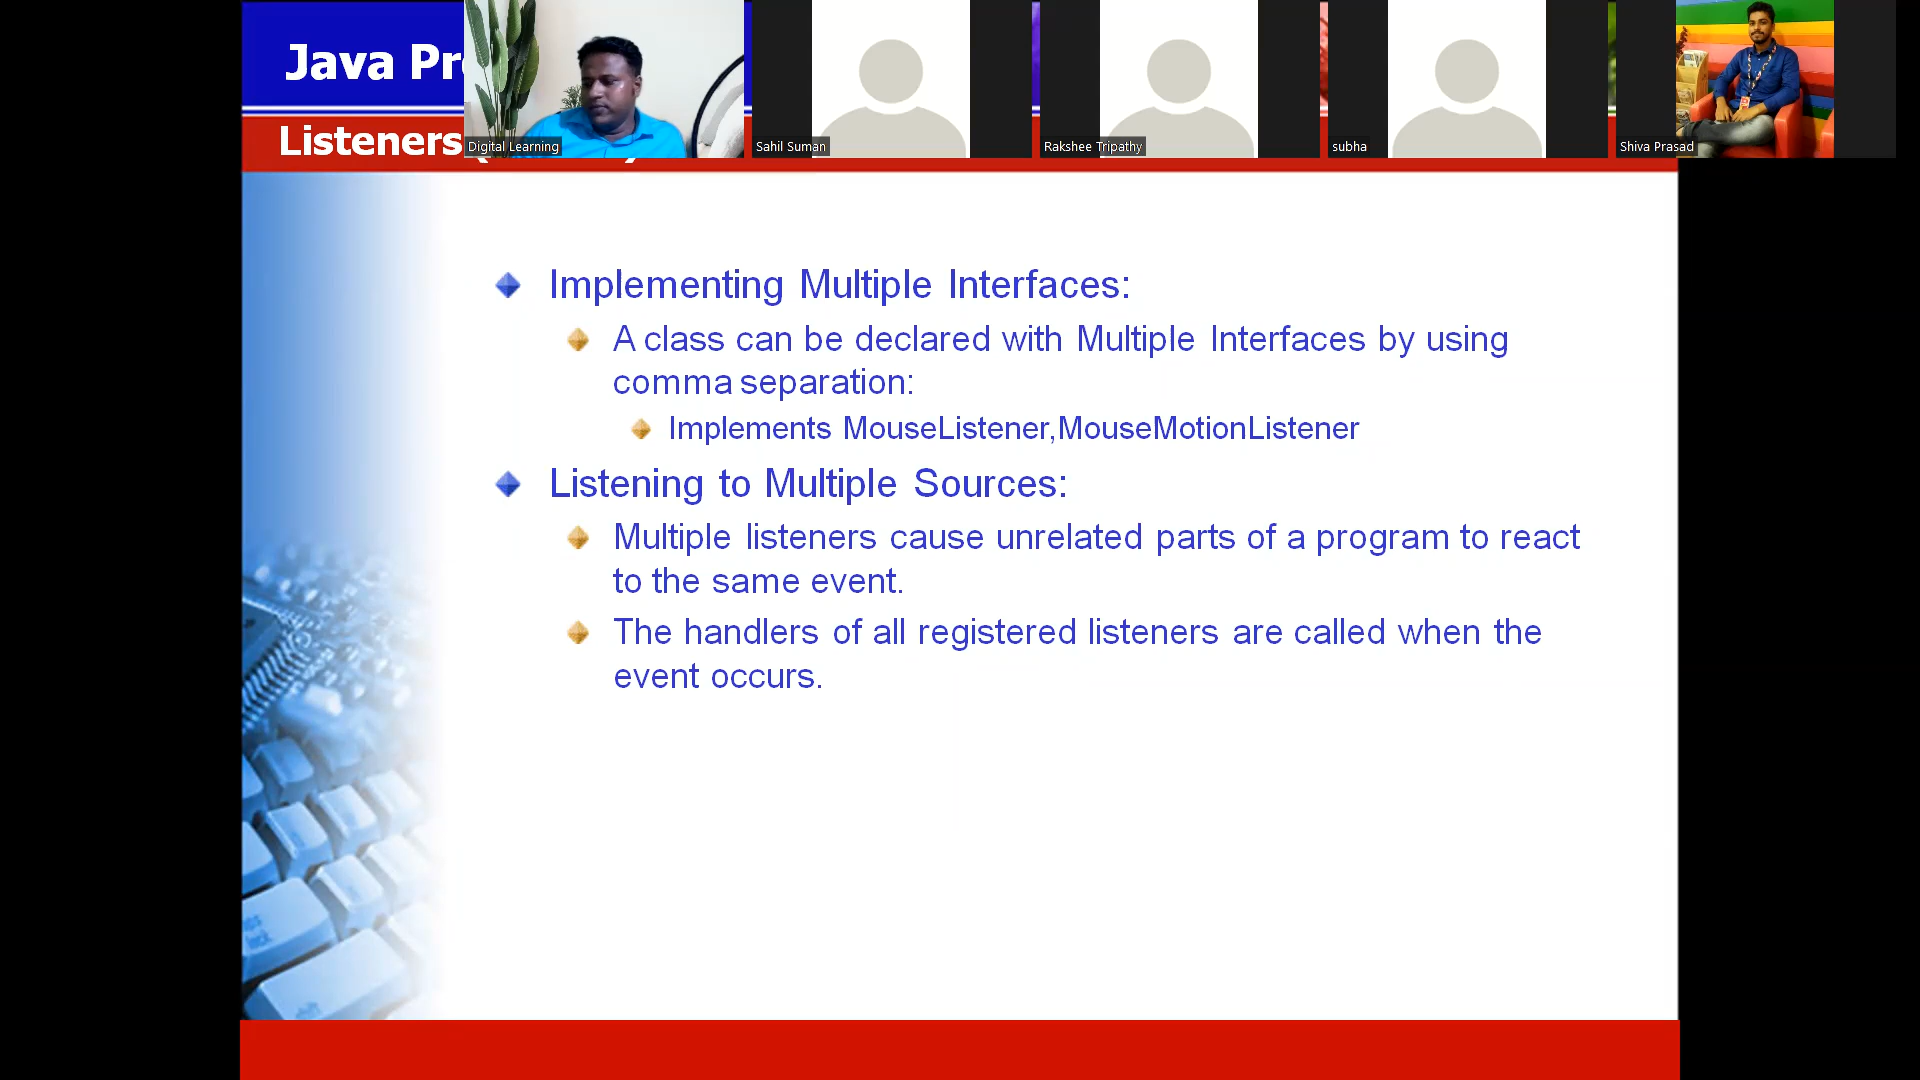 Java Pr
Digital Learning
Sahil Suman
Rakshee Tripathy
subha
Shiva Prasad
Listeners
Implementing Multiple Interfaces:
A class can be declared with Multiple Interfaces by using
comma separation:
Implements MouseListener,MouseMotionListener
Listening to Multiple Sources:
Multiple listeners cause unrelated parts of a program to react
to the same event.
The handlers of all registered listeners are called when the
event occurs.